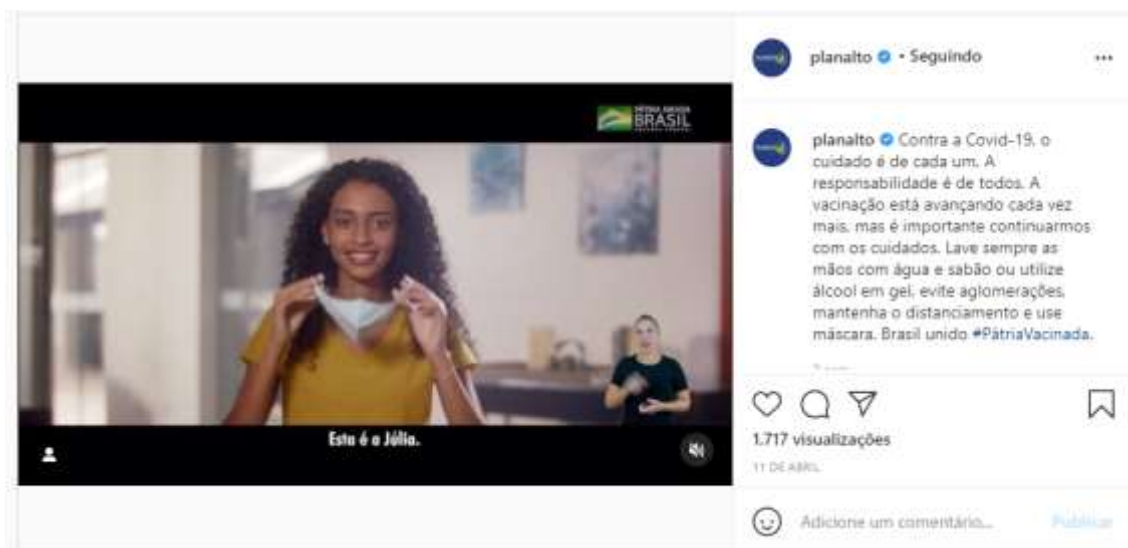 planalto • Seguindo
PÁTRIA AMADA
BRASIL
planalto Contra a Covid-19, o
cuidado é de cada um. A
responsabilidade é de todos. A
vacinação está avançando cada vez
mais, mas é importante continuarmos
com os cuidados. Lave sempre as
mãos com água e sabão ou utilize
álcool em gel, evite aglomerações,
mantenha o distanciamento e use
máscara. Brasil unido #PátriaVacinada.
Esta é a Júlia.
1.717 visualizações
11 DE ABRIL
Adicione um comentário... Publicar